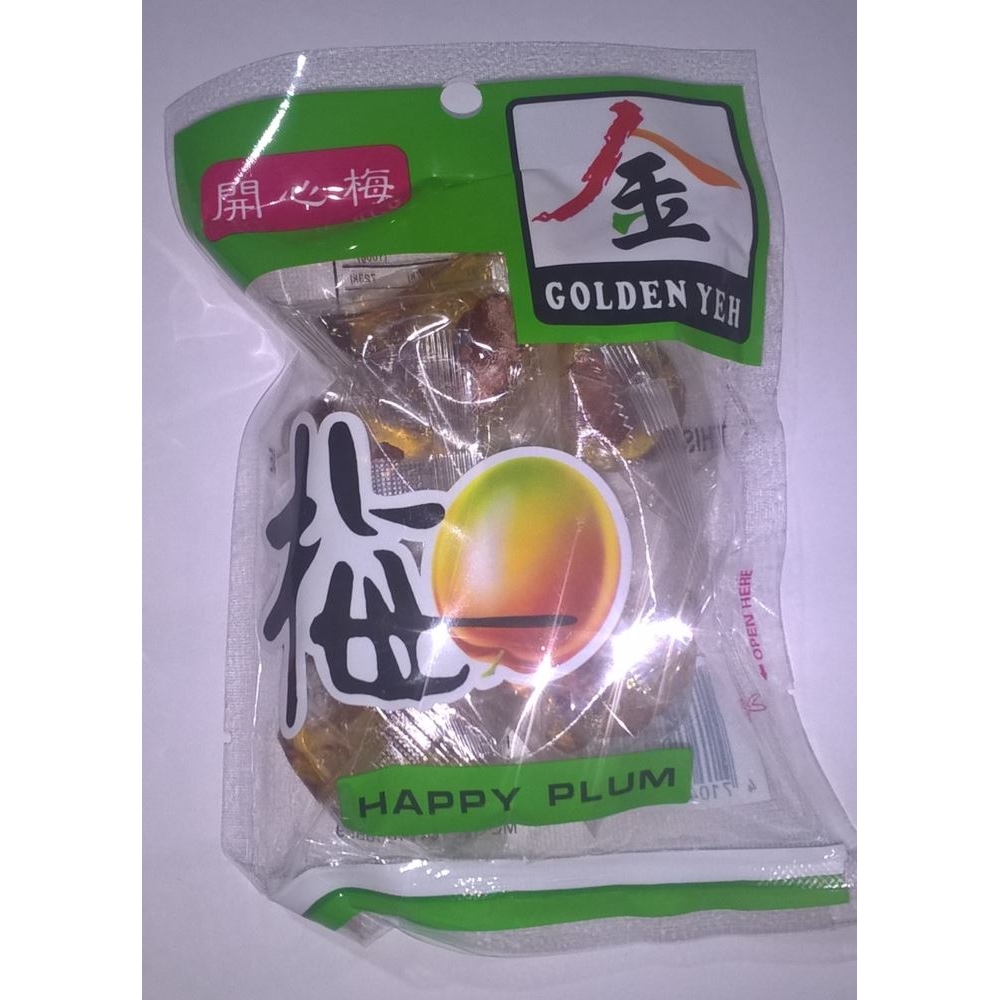 開心梅
金
GOLDEN YEH
梅
OPEN HERE
HAPPY PLUM